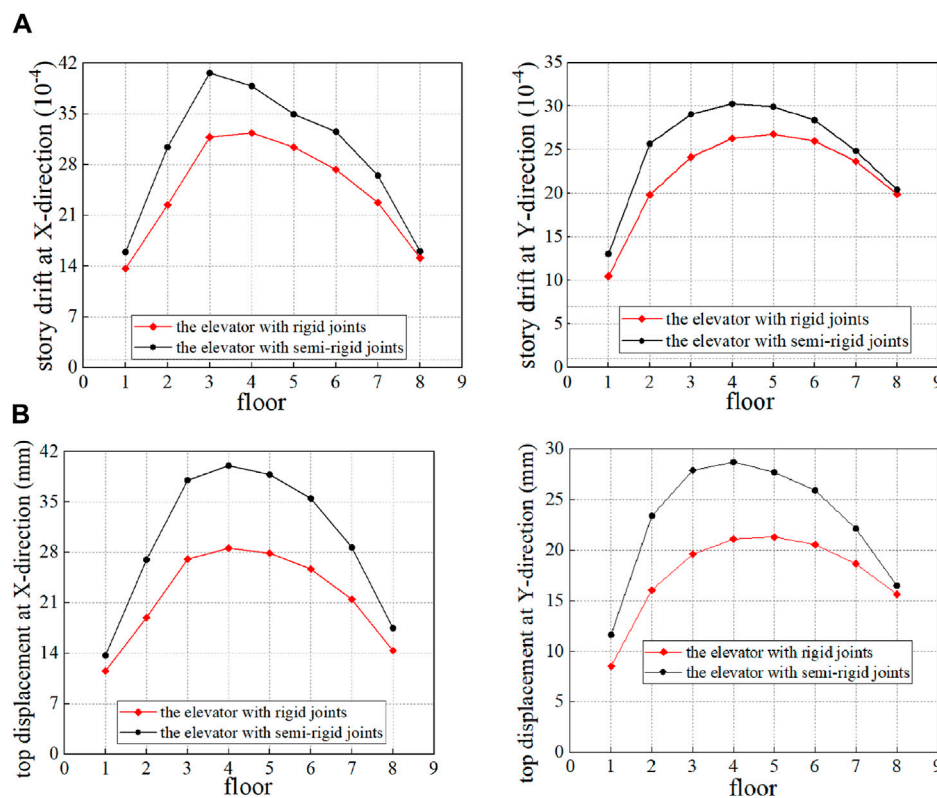 A
story drift at X-direction (10⁻⁴)
42
35
28
21
14
7
0
the elevator with rigid joints
the elevator with semi-rigid joints
0 1 2 3 4 5 6 7 8 9
floor
story drift at Y-direction (10⁻⁴)
35
30
25
20
15
10
5
0
the elevator with rigid joints
the elevator with semi-rigid joints
0 1 2 3 4 5 6 7 8 9
floor
B
top displacement at X-direction (mm)
42
35
28
21
14
7
0
the elevator with rigid joints
the elevator with semi-rigid joints
0 1 2 3 4 5 6 7 8 9
floor
top displacement at Y-direction (mm)
30
25
20
15
10
5
0
the elevator with rigid joints
the elevator with semi-rigid joints
0 1 2 3 4 5 6 7 8 9
floor